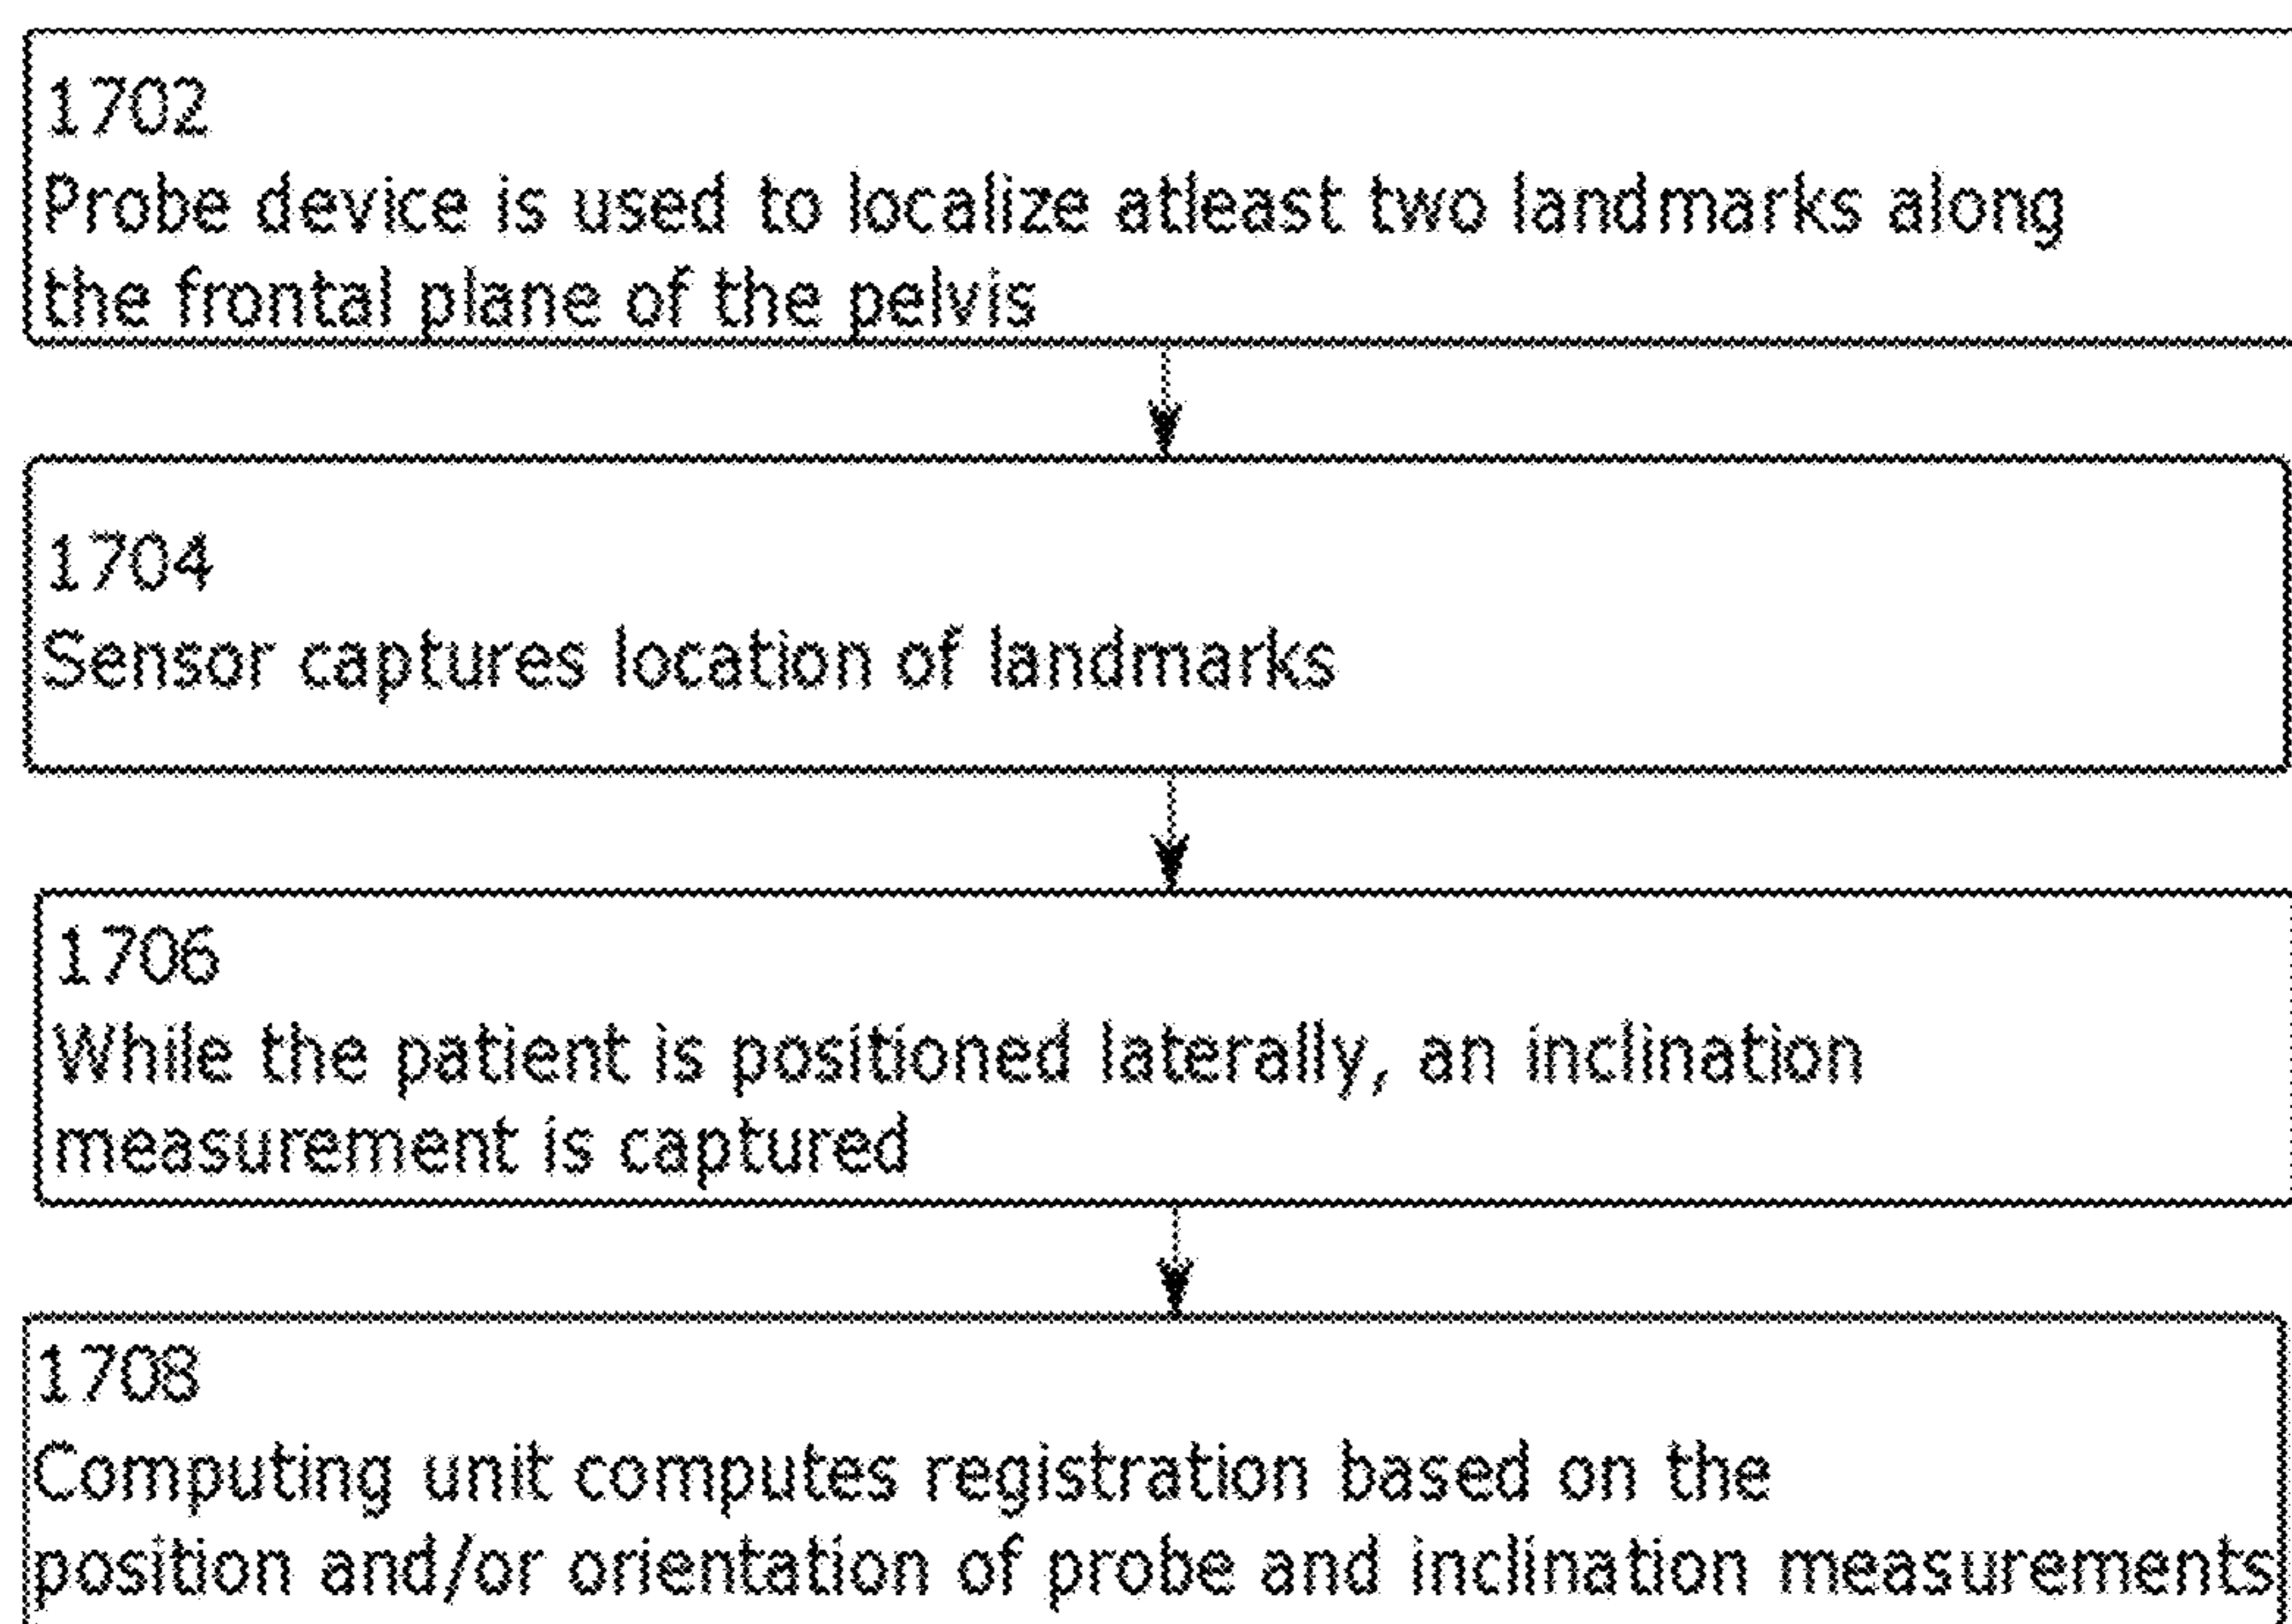 1702
Probe device is used to localize atleast two landmarks along
the frontal plane of the pelvis
1704
Sensor captures location of landmarks
1706
While the patient is positioned laterally, an inclination
measurement is captured
1708
Computing unit computes registration based on the
position and/or orientation of probe and inclination measurements